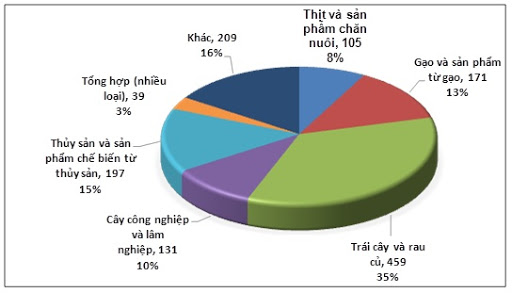 Thịt và sản
phẩm chăn
nuôi, 105
8%
Gạo và sản phẩm
từ gạo, 171
13%
Trái cây và rau
củ, 459
35%
Cây công nghiệp
và lâm
nghiệp, 131
10%
Thủy sản và sản
phẩm chế biến từ
thủy sản, 197
15%
Tổng hợp (nhiều
loại), 39
3%
Khác, 209
16%